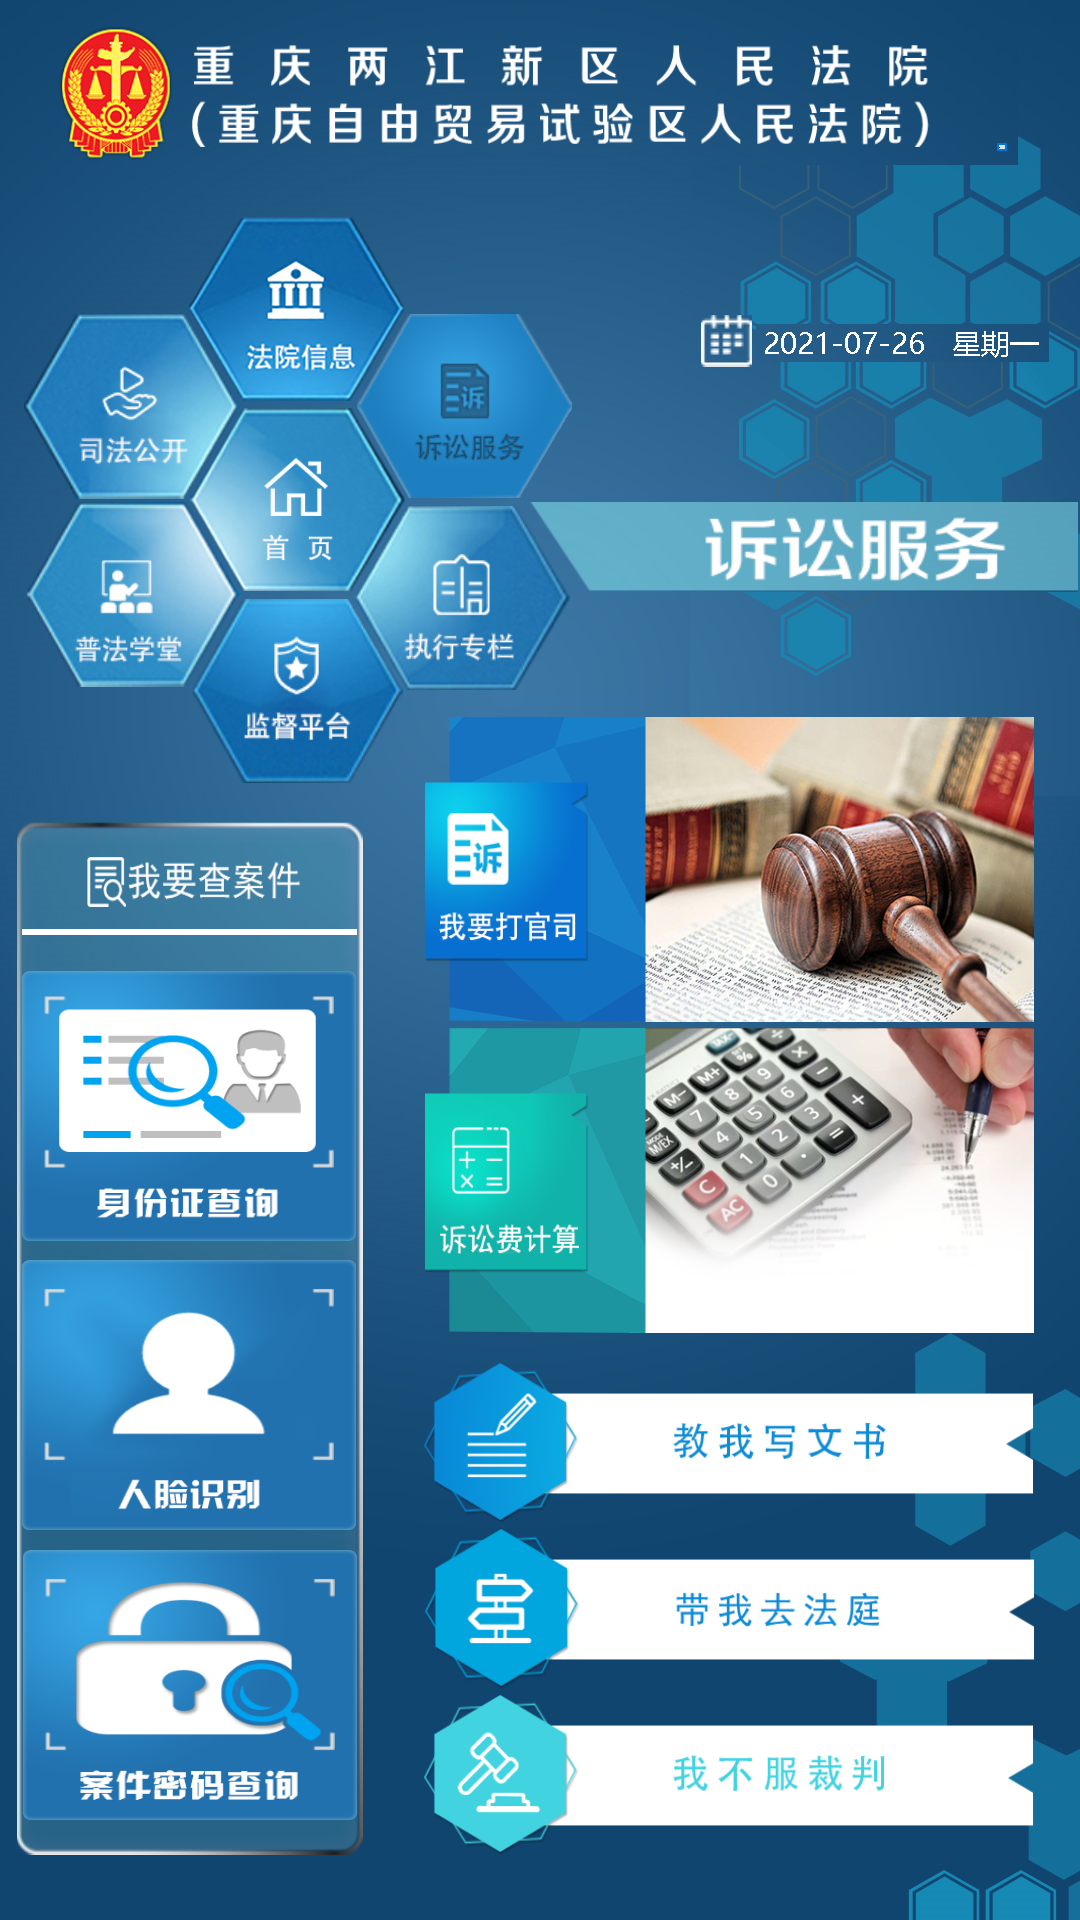 重庆两江新区人民法院
(重庆自由贸易试验区人民法院)
2021-07-26 星期一
法院信息
司法公开
诉
诉讼服务
首 页
普法学堂
执行专栏
监督平台
诉讼服务
我要查案件
身份证查询
人脸识别
案件密码查询
诉
我要打官司
诉讼费计算
教我写文书
带我去法庭
我不服裁判